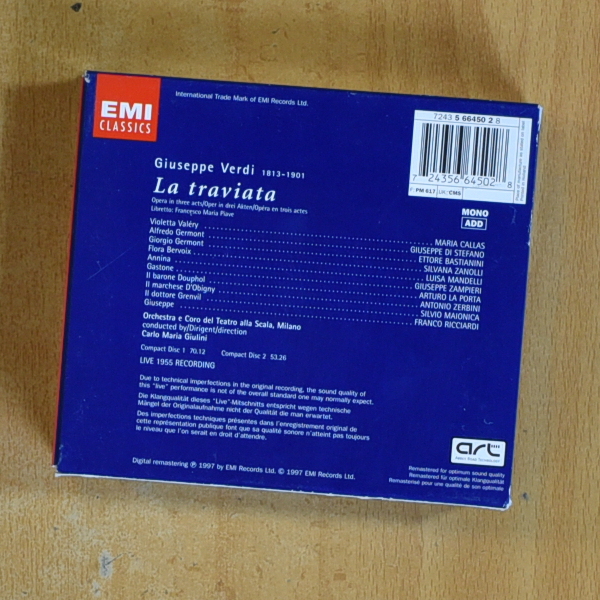 EMI
CLASSICS
International Trade Mark of EMI Records Ltd.
7243 5 66450 2 8
7 24356 64502 8
PM 617
CMS
Giuseppe Verdi 1813-1901
La traviata
Opera in three acts/Oper in drei Akten/Opéra en trois actes
Libretto: Francesco Maria Piave
MONO
ADD
Violetta Valéry MARIA CALLAS
Alfredo Germont GIUSEPPE DI STEFANO
Giorgio Germont ETTORE BASTIANINI
Flora Bervoix SILVANA ZANOLLI
Annina LUISA MANDELLI
Gastone GIUSEPPE ZAMPIERI
Il barone Douphol ARTURO LA PORTA
Il marchese D'Obigny ANTONIO ZERBINI
Il dottore Grenvil SILVIO MAIONICA
Giuseppe FRANCO RICCIARDI
Orchestra e Coro del Teatro alla Scala, Milano
conducted by/Dirigent/direction
Carlo Maria Giulini
Compact Disc 1 70.12 Compact Disc 2 53.26
LIVE 1955 RECORDING
Due to technical imperfections in the original recording, the sound quality of
this "live" performance is not of the overall standard one may normally expect.
Die Klangqualität dieses "Live"-Mitschnitts entspricht wegen technische
Mängel der Originalaufnahme nicht der Qualität die man erwartet.
Des imperfections techniques présentes dans l'enregistrement original de
cette représentation publique font que sa qualité sonore n'atteint pas toujours
le niveau que l'on serait en droit d'attendre.
art
Digital remastering ℗ 1997 by EMI Records Ltd. © 1997 EMI Records Ltd.
Remastered for optimum sound quality
Remastered für optimale Klangqualität
Remasterisé pour une qualité de son optimale